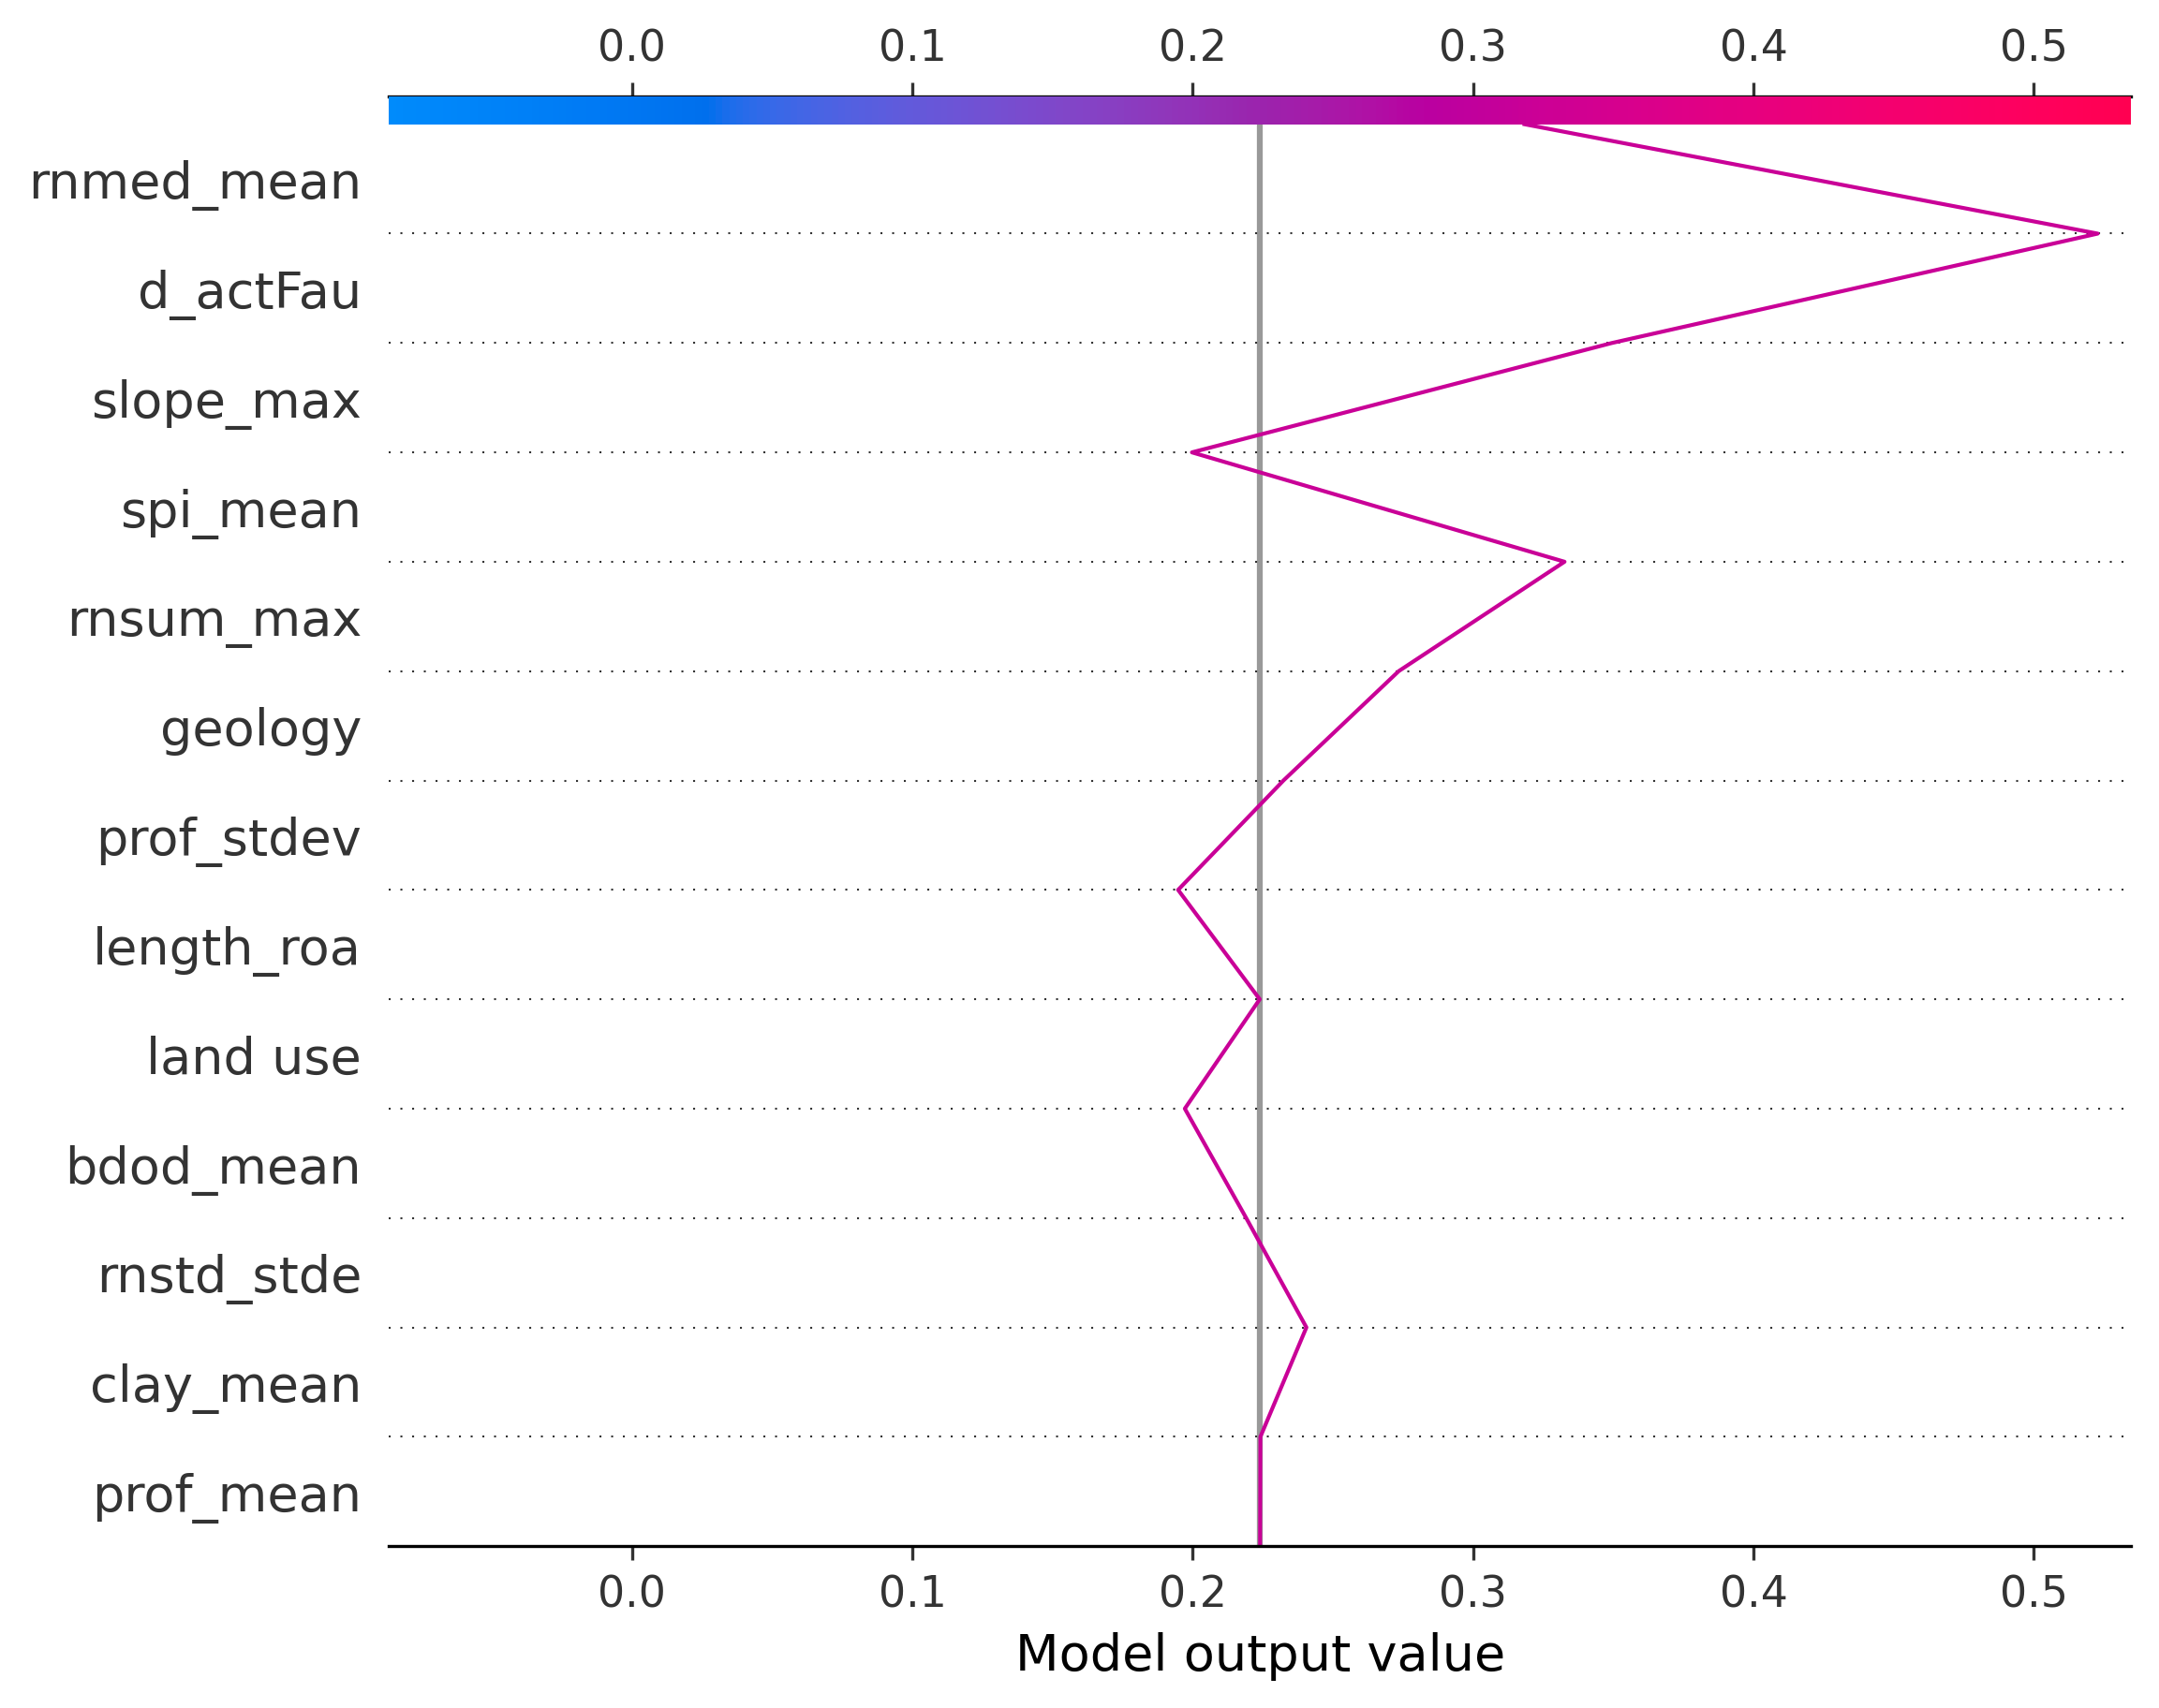 0.0 0.1 0.2 0.3 0.4 0.5
rnmed_mean
d_actFau
slope_max
spi_mean
rnsum_max
geology
prof_stdev
length_roa
land use
bdod_mean
rnstd_stde
clay_mean
prof_mean
0.0 0.1 0.2 0.3 0.4 0.5
Model output value